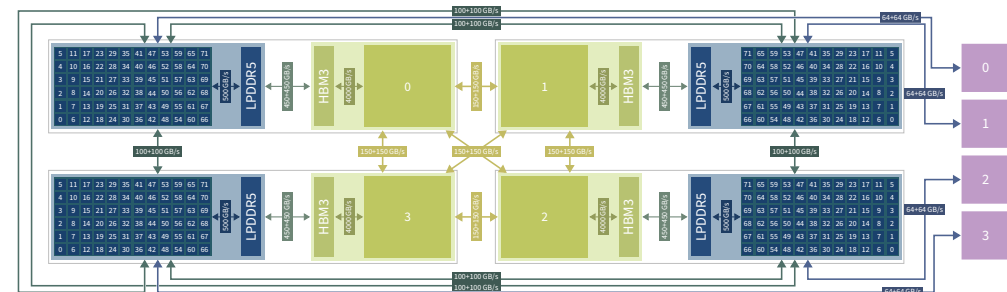 100+100 GB/s
100+100 GB/s
64+64 GB/s
5 11 17 23 29 35 41 47 53 59 65 71
4 10 16 22 28 34 40 46 52 58 64 70
3 9 15 21 27 33 39 45 51 57 63 69
2 8 14 20 26 32 38 44 50 56 62 68
1 7 13 19 25 31 37 43 49 55 61 67
0 6 12 18 24 30 36 42 48 54 60 66
500 GB/s
LPDDR5
450+450 GB/s
HBM3
4000 GB/s
0
150+150 GB/s
1
4000 GB/s
HBM3
450+450 GB/s
LPDDR5
500 GB/s
71 65 59 53 47 41 35 29 23 17 11 5
70 64 58 52 46 40 34 28 22 16 10 4
69 63 57 51 45 39 33 27 21 15 9 3
68 62 56 50 44 38 32 26 20 14 8 2
67 61 55 49 43 37 31 25 19 13 7 1
66 60 54 48 42 36 30 24 18 12 6 0
0
64+64 GB/s
1
100+100 GB/s
150+150 GB/s
150+150 GB/s
150+150 GB/s
100+100 GB/s
5 11 17 23 29 35 41 47 53 59 65 71
4 10 16 22 28 34 40 46 52 58 64 70
3 9 15 21 27 33 39 45 51 57 63 69
2 8 14 20 26 32 38 44 50 56 62 68
1 7 13 19 25 31 37 43 49 55 61 67
0 6 12 18 24 30 36 42 48 54 60 66
500 GB/s
LPDDR5
450+450 GB/s
HBM3
4000 GB/s
3
150+150 GB/s
2
4000 GB/s
HBM3
450+450 GB/s
LPDDR5
500 GB/s
71 65 59 53 47 41 35 29 23 17 11 5
70 64 58 52 46 40 34 28 22 16 10 4
69 63 57 51 45 39 33 27 21 15 9 3
68 62 56 50 44 38 32 26 20 14 8 2
67 61 55 49 43 37 31 25 19 13 7 1
66 60 54 48 42 36 30 24 18 12 6 0
2
64+64 GB/s
3
100+100 GB/s
100+100 GB/s
64+64 GB/s